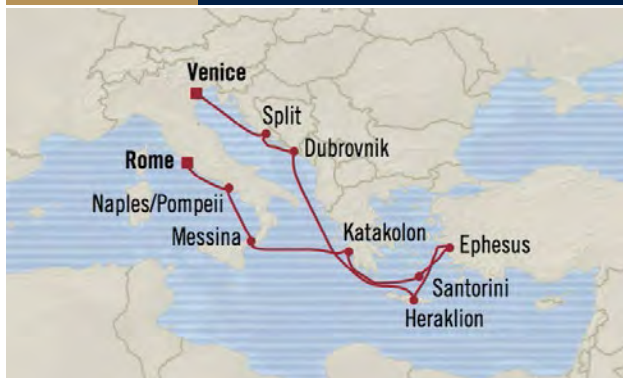 Venice
Split
Dubrovnik
Rome
Naples/Pompeii
Messina
Katakolon
Ephesus
Santorini
Heraklion